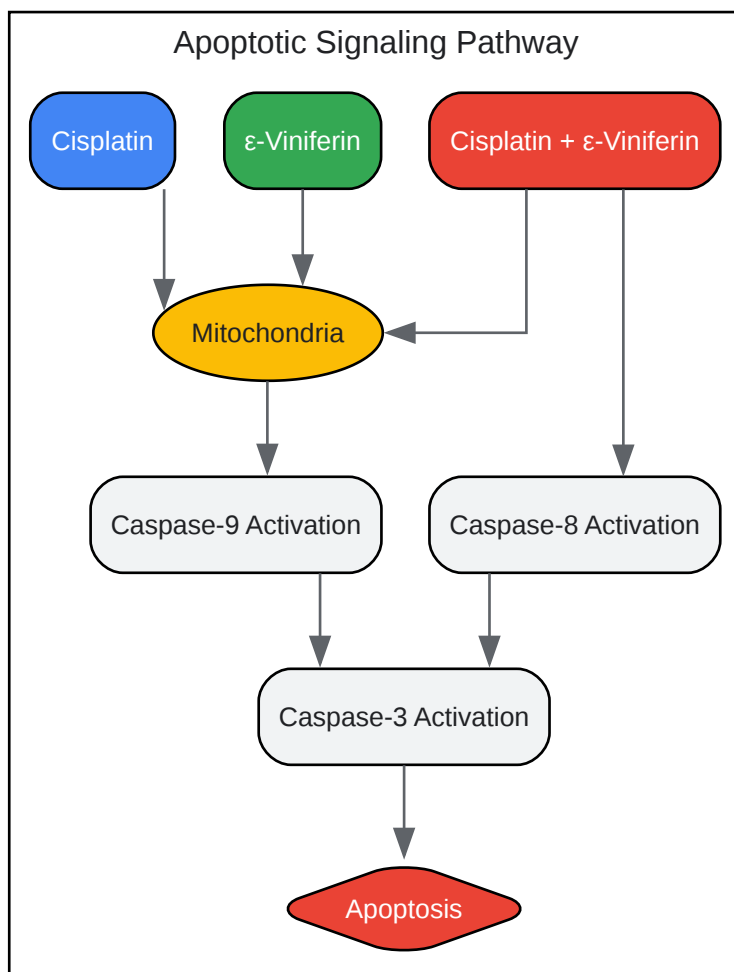 Apoptotic Signaling Pathway
Cisplatin
ε-Viniferin
Cisplatin + ε-Viniferin
Mitochondria
Caspase-9 Activation
Caspase-8 Activation
Caspase-3 Activation
Apoptosis